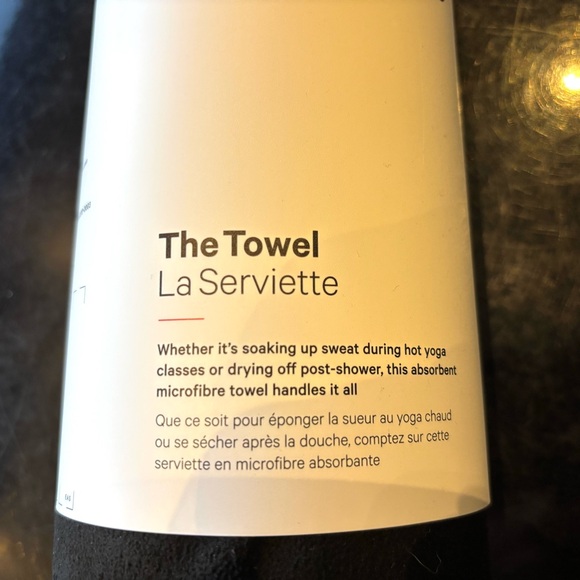 The Towel
La Serviette
Whether it's soaking up sweat during hot yoga
classes or drying off post-shower, this absorbent
microfibre towel handles it all
Que ce soit pour éponger la sueur au yoga chaud
ou se sécher après la douche, comptez sur cette
serviette en microfibre absorbante